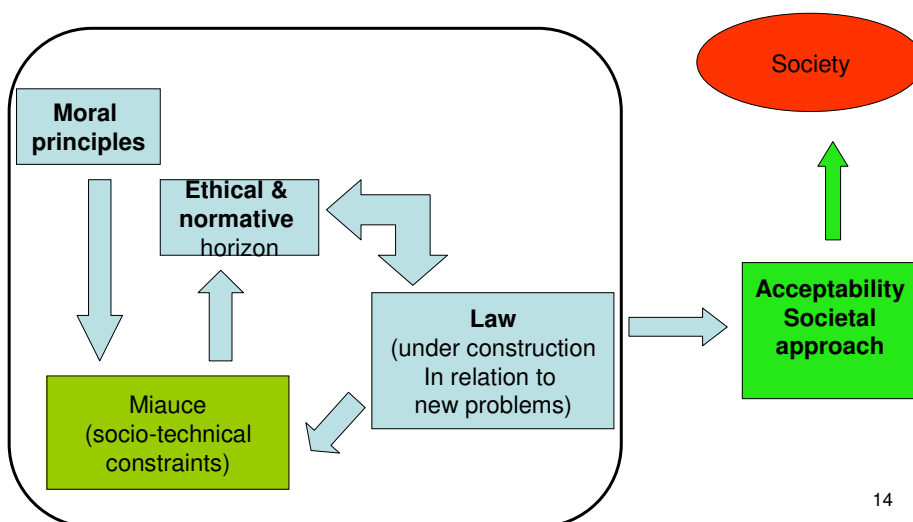 Society
Moral
principles
Ethical &
normative
horizon
Law
(under construction
In relation to
new problems)
Acceptability
Societal
approach
Miauce
(socio-technical
constraints)
14